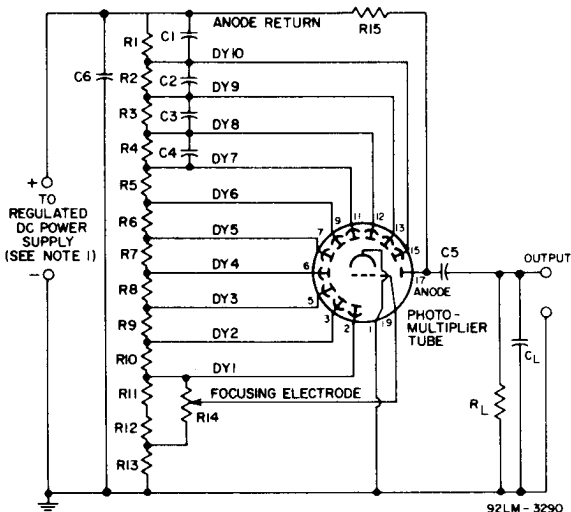 ANODE RETURN
R15
R1
C1
DY10
C6
R2
C2
DY9
R3
C3
DY8
R4
C4
DY7
R5
DY6
R6
DY5
R7
DY4
R8
DY3
R9
DY2
R10
DY1
R11
FOCUSING ELECTRODE
R14
R12
R13
+
TO
REGULATED
DC POWER
SUPPLY
(SEE NOTE 1)
-
7
9
11
12
13
15
6
5
3
2
1
19
17
ANODE
C5
OUTPUT
PHOTO-
MULTIPLIER
TUBE
RL
CL
92LM-3290